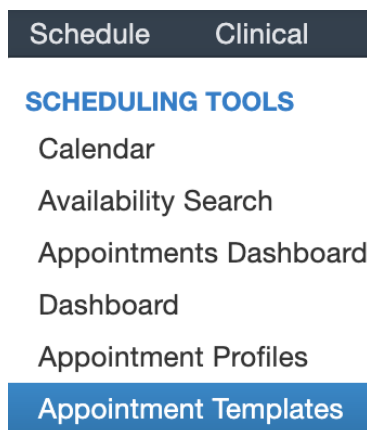 Schedule Clinical
SCHEDULING TOOLS
Calendar
Availability Search
Appointments Dashboard
Dashboard
Appointment Profiles
Appointment Templates